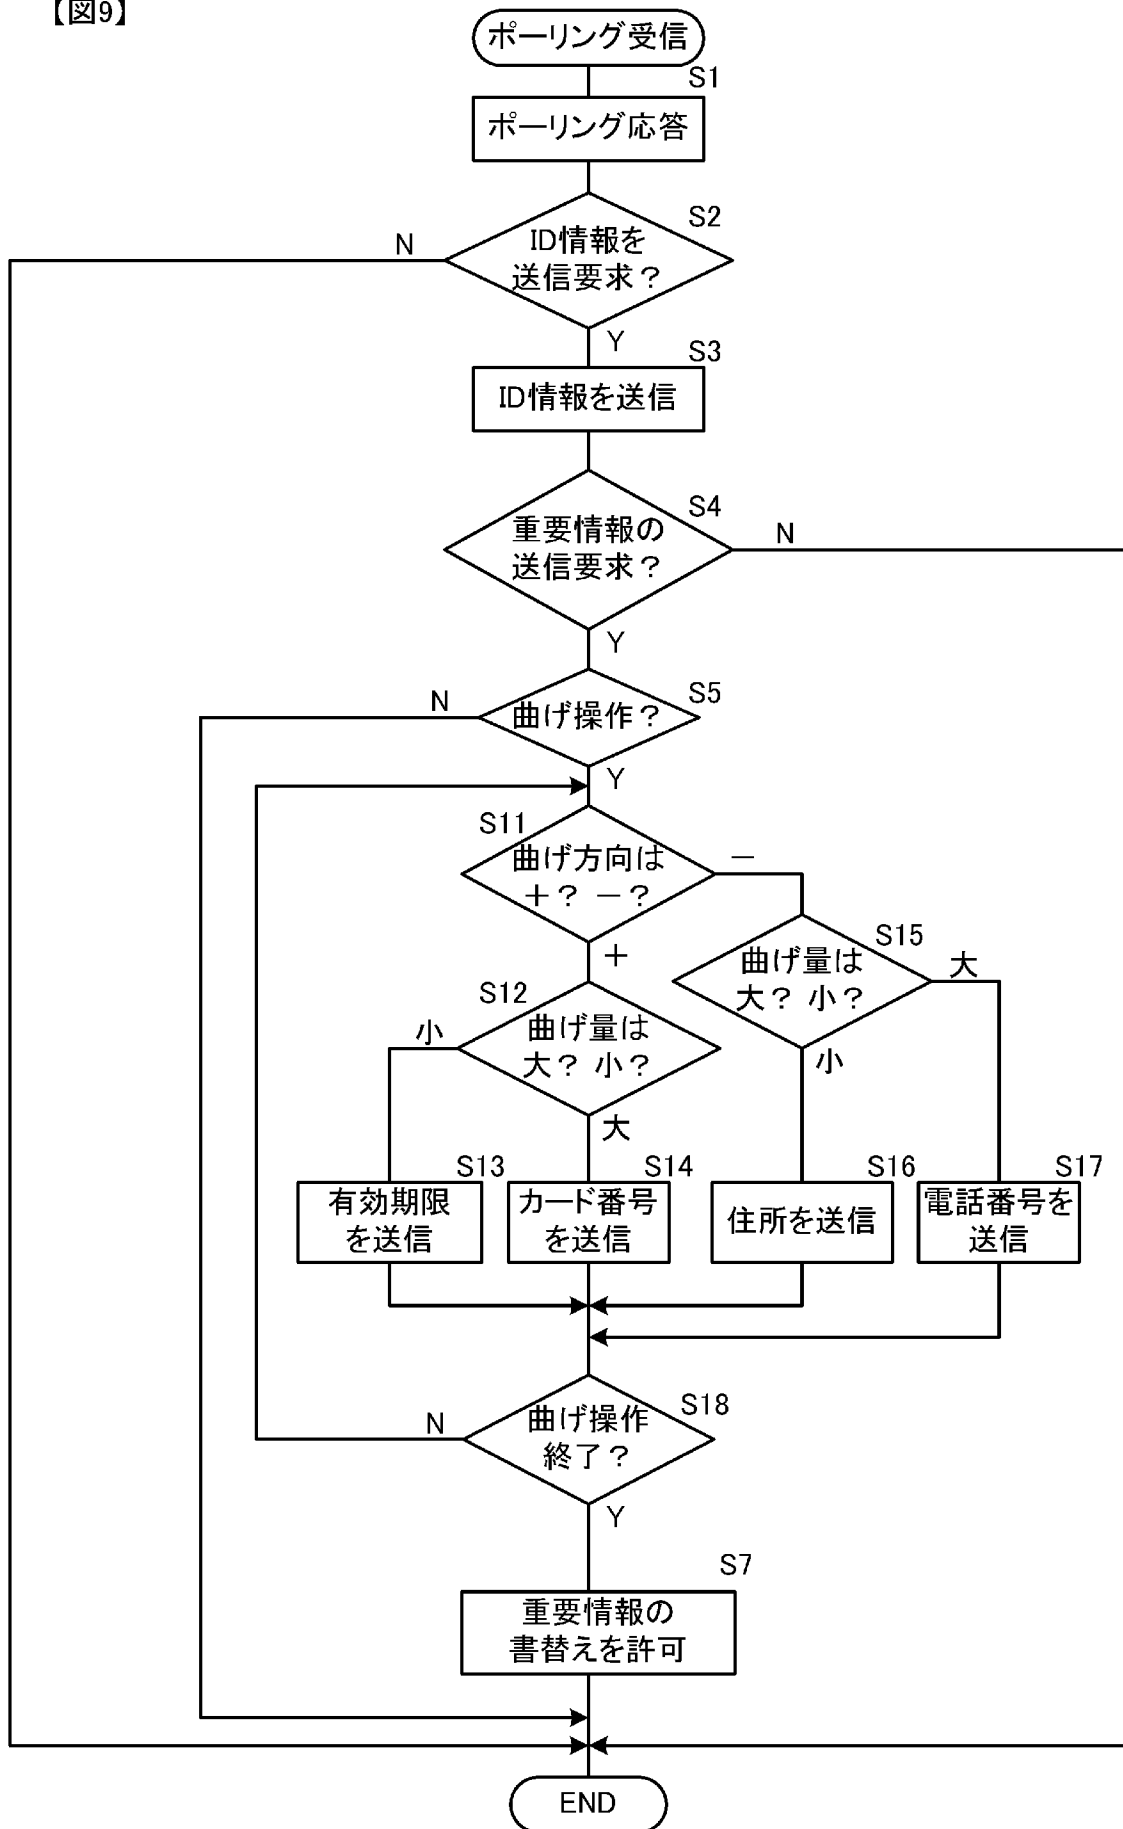 【図9】
ポーリング受信
S1
ポーリング応答
S2
N
ID情報を
送信要求？
Y
S3
ID情報を送信
S4
重要情報の
送信要求？
N
Y
S5
N
曲げ操作？
Y
S11
曲げ方向は
＋？ －？
－
＋
S15
曲げ量は
大？ 小？
大
小
S12
曲げ量は
大？ 小？
小
大
S13
有効期限
を送信
S14
カード番号
を送信
S16
住所を送信
S17
電話番号を
送信
S18
曲げ操作
終了？
N
Y
S7
重要情報の
書替えを許可
END